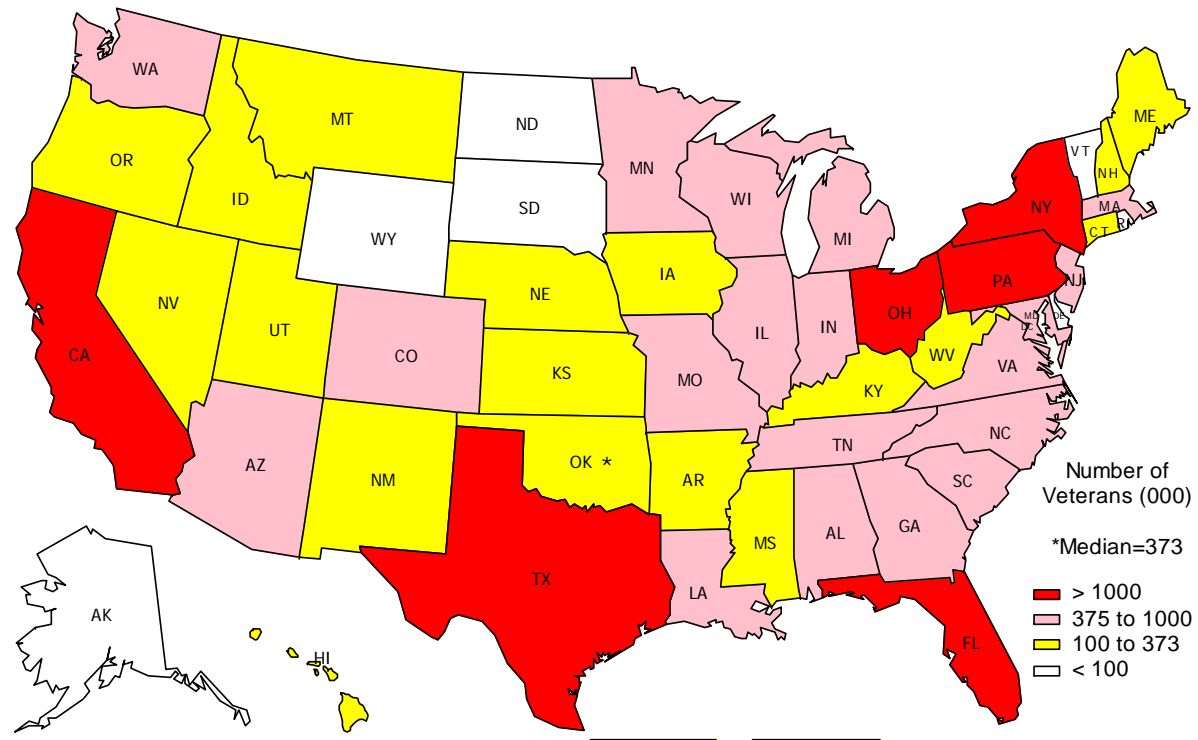 WA
MT
ND
ME
OR
MN
VT
ID
NH
SD
WI
NY
MA
WY
MI
RI
CT
IA
PA
NJ
NE
NV
OH
MD
DE
UT
IN
DC
IL
CA
CO
WV
KS
MO
VA
KY
TN
NC
AZ
OK *
NM
AR
SC
Number of
Veterans (000)
MS
AL
GA
*Median=373
TX
LA
> 1000
375 to 1000
AK
100 to 373
FL
HI
< 100